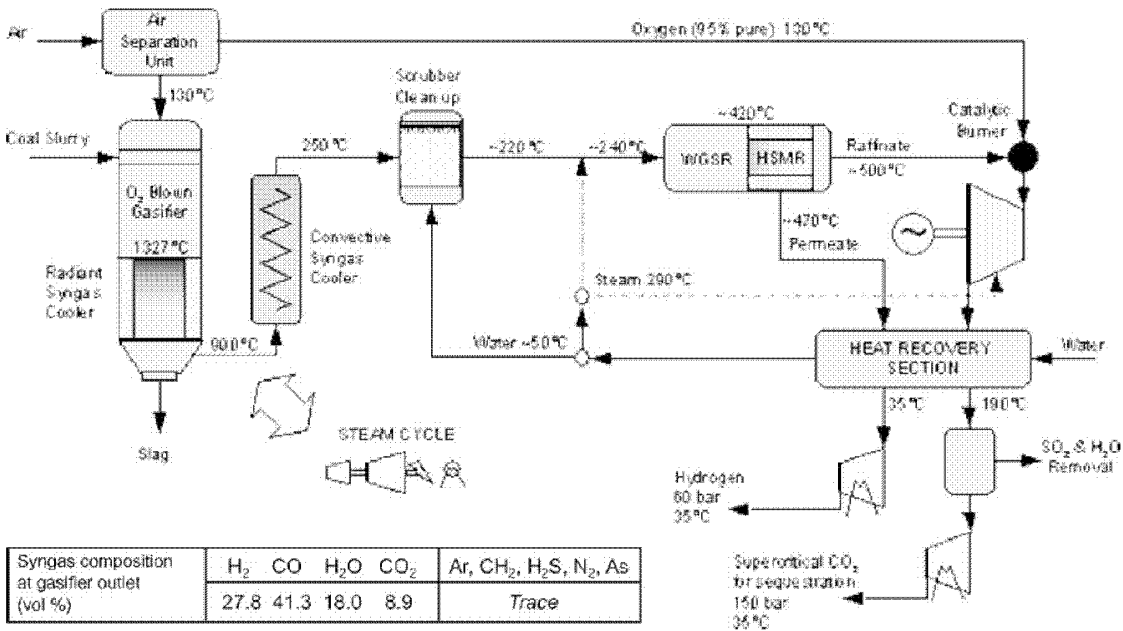 Air
Air
Separation
Unit
Oxygen (95% pure) 130°C
130°C
Coal Slurry
O₂ Blown
Gasifier
1327°C
Radiant
Syngas
Cooler
900°C
Slag
250°C
Convective
Syngas
Cooler
Scrubber
Clean up
~220°C
~240°C
~420°C
WGSR
HSMR
Raffinate
~500°C
Catalytic
Burner
~470°C
Permeate
Steam 290°C
Water ~50°C
HEAT RECOVERY
SECTION
Water
35°C
190°C
STEAM CYCLE
SO₂ & H₂O
Removal
Hydrogen
60 bar
35°C
Supercritical CO₂
for sequestration
150 bar
35°C
Syngas composition
at gasifier outlet
(vol %)
H₂ CO H₂O CO₂
Ar, CH₂, H₂S, N₂, As
27.8 41.3 18.0 8.9
Trace